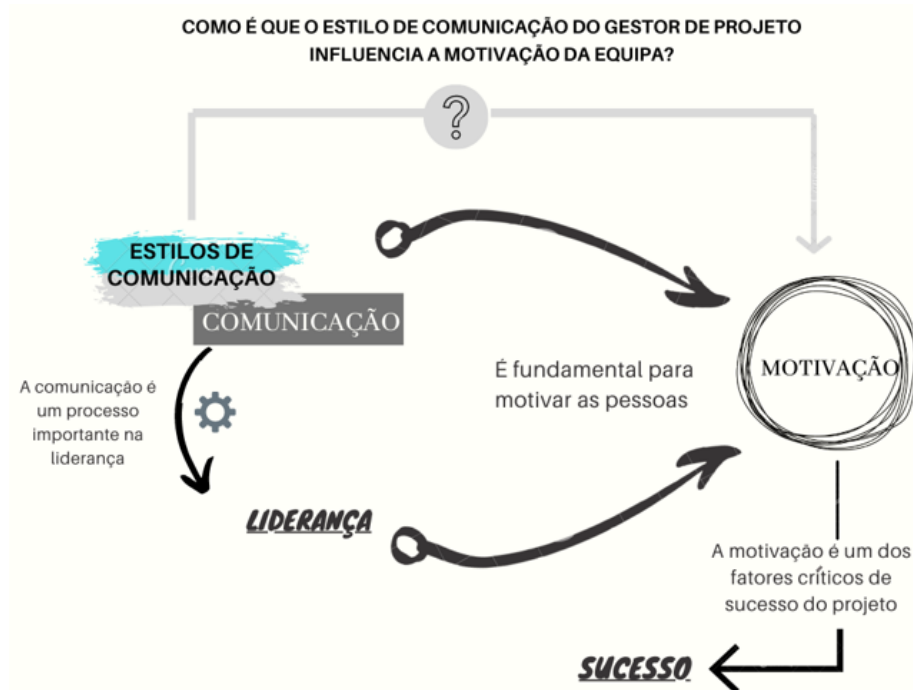 COMO É QUE O ESTILO DE COMUNICAÇÃO DO GESTOR DE PROJETO
INFLUENCIA A MOTIVAÇÃO DA EQUIPA?
?
ESTILOS DE
COMUNICAÇÃO
COMUNICAÇÃO
A comunicação é
um processo
importante na
liderança
É fundamental para
motivar as pessoas
MOTIVAÇÃO
LIDERANÇA
A motivação é um dos
fatores críticos de
sucesso do projeto
SUCESSO